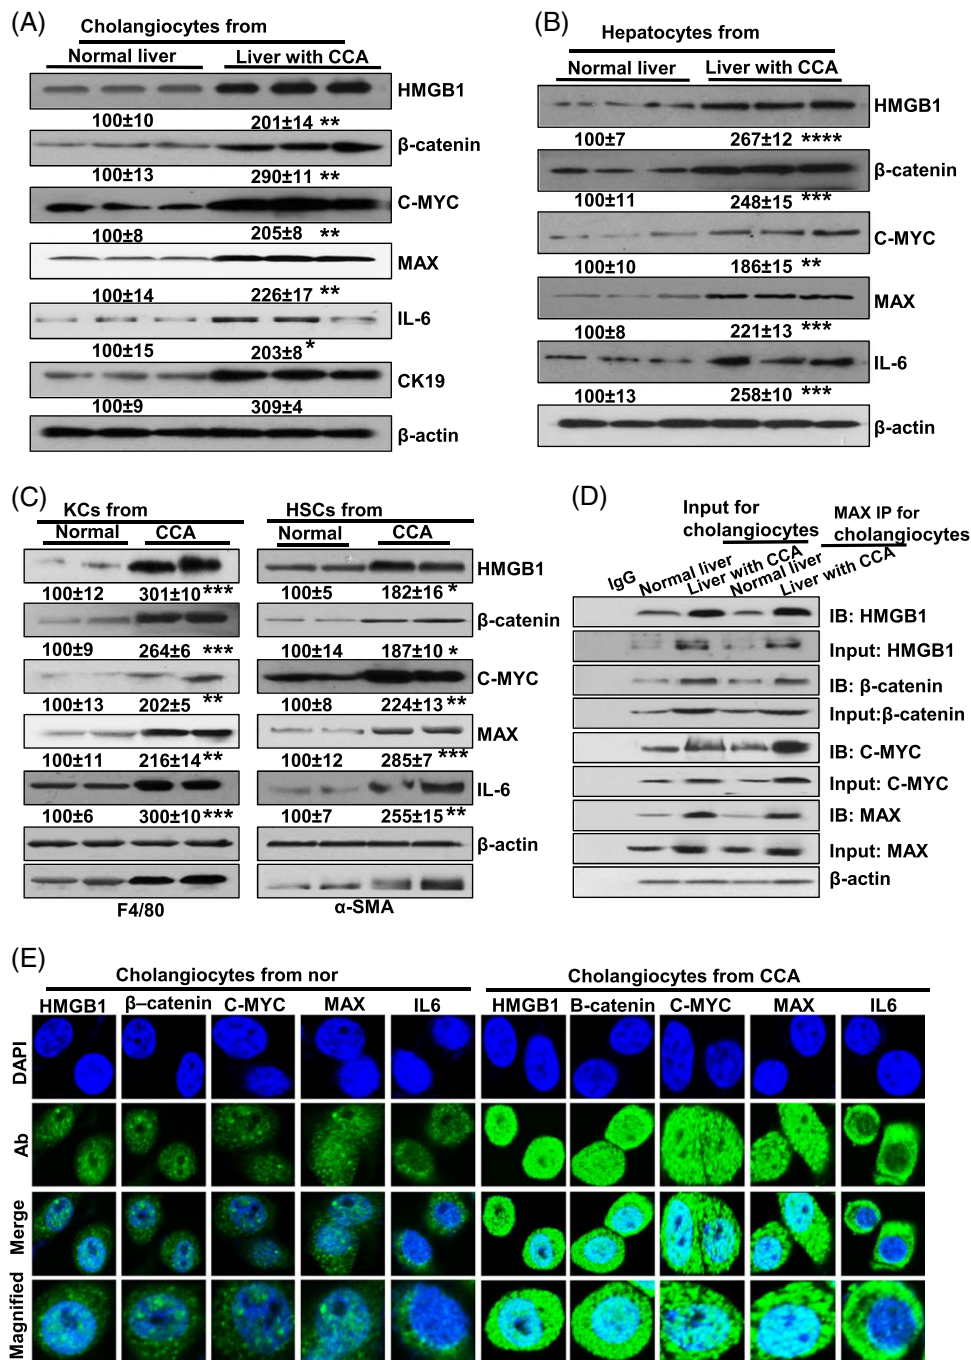 (A)
Cholangiocytes from
Normal liver Liver with CCA
HMGB1
100±10 201±14 **
β-catenin
100±13 290±11 **
C-MYC
100±8 205±8 **
MAX
100±14 226±17 **
IL-6
100±15 203±8 *
CK19
100±9 309±4
β-actin
(B)
Hepatocytes from
Normal liver Liver with CCA
HMGB1
100±7 267±12 ****
β-catenin
100±11 248±15 ***
C-MYC
100±10 186±15 **
MAX
100±8 221±13 ***
IL-6
100±13 258±10 ***
β-actin
(C)
KCs from HSCs from
Normal CCA Normal CCA
HMGB1
100±12 301±10 *** 100±5 182±16 *
β-catenin
100±9 264±6 *** 100±14 187±10 *
C-MYC
100±13 202±5 ** 100±8 224±13 **
MAX
100±11 216±14 ** 100±12 285±7 ***
IL-6
100±6 300±10 *** 100±7 255±15 **
β-actin
F4/80 α-SMA
(D)
Input for cholangiocytes
MAX IP for cholangiocytes
IgG Normal liver Liver with CCA Normal liver Liver with CCA
IB: HMGB1
Input: HMGB1
IB: β-catenin
Input:β-catenin
IB: C-MYC
Input: C-MYC
IB: MAX
Input: MAX
β-actin
(E)
Cholangiocytes from nor Cholangiocytes from CCA
HMGB1 β–catenin C-MYC MAX IL6 HMGB1 B-catenin C-MYC MAX IL6
DAPI
Ab
Merge
Magnified